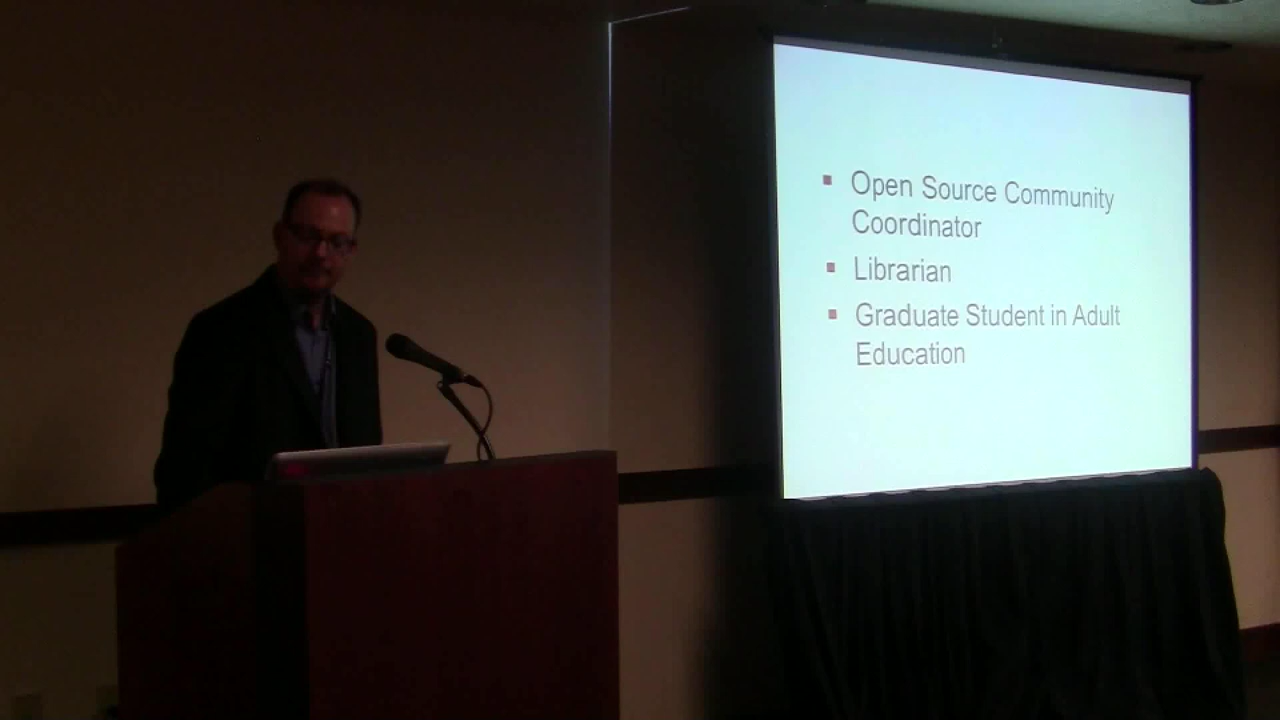 ▪ Open Source Community
Coordinator
▪ Librarian
▪ Graduate Student in Adult
Education